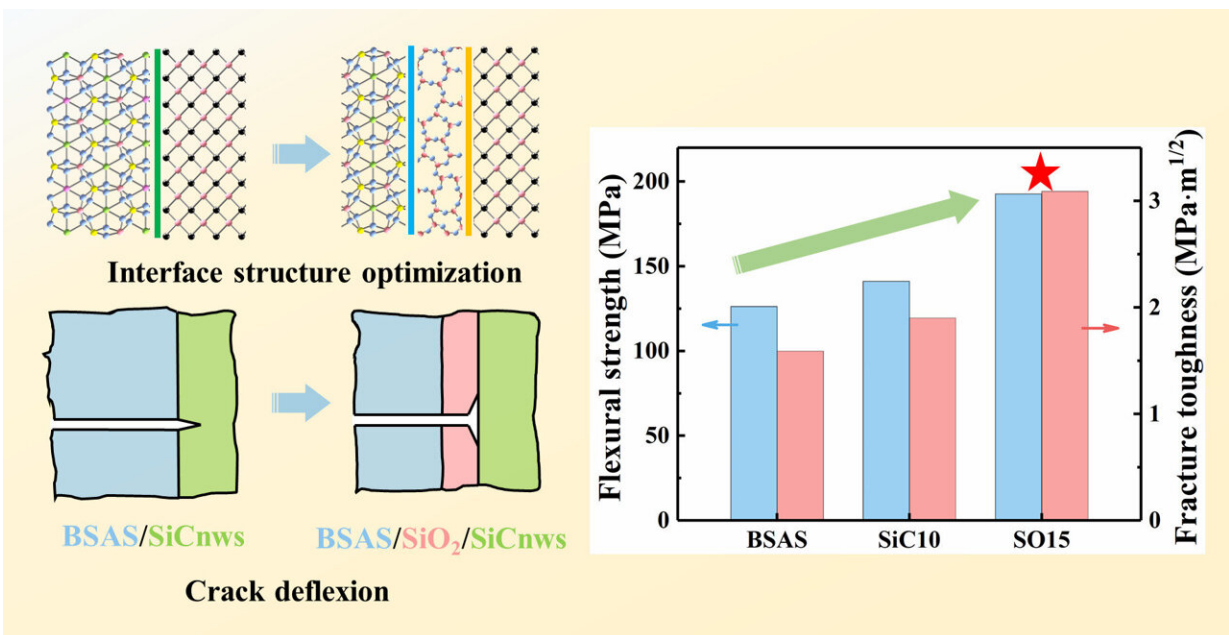 Interface structure optimization
BSAS/SiCnws
BSAS/SiO₂/SiCnws
Crack deflexion
Flexural strength (MPa)
200
150
100
50
0
BSAS
SiC10
SO15
3
2
1
0
Fracture toughness (MPa·m^1/2)